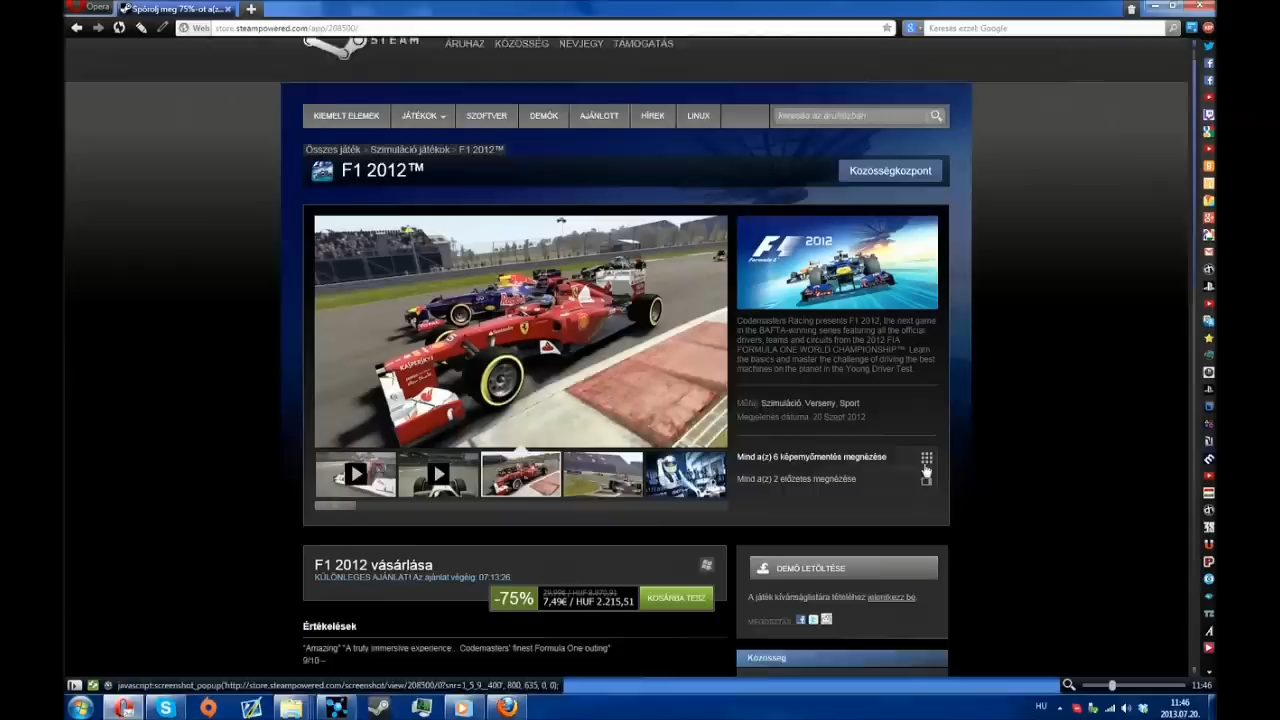 Opera
Spórolj meg 75%-ot a(z
Web store.steampowered.com/app/208500/
Keresés ezzel: Google
STEAM
ÁRUHÁZ KÖZÖSSÉG NÉVJEGY TÁMOGATÁS
KIEMELT ELEMEK JÁTÉKOK SZOFTVER DEMÓK AJÁNLOTT HÍREK LINUX keresés az áruházban
Összes játék > Szimuláció játékok > F1 2012™
F1 2012™
Közösségközpont
F1 2012
Formula 1
Codemasters Racing presents F1 2012, the next game
in the BAFTA-winning series featuring all the official
drivers, teams and circuits from the 2012 FIA
FORMULA ONE WORLD CHAMPIONSHIP™. Learn
the basics and master the challenge of driving the best
machines on the planet in the Young Driver Test.
Műfaj: Szimuláció, Verseny, Sport
Megjelenés dátuma: 20 Szept 2012
Mind a(z) 6 képernyőmentés megnézése
Mind a(z) 2 előzetes megnézése
F1 2012 vásárlása
KÜLÖNLEGES AJÁNLAT! Az ajánlat végéig: 07:13:26
-75%
7,49€ / HUF 2.215,51
KOSÁRBA TESZ
DEMÓ LETÖLTÉSE
A játék kívánságlistára tételéhez jelentkezz be.
MEGOSZTÁS:
Értékelések
"Amazing" "A truly immersive experience... Codemasters' finest Formula One outing"
9/10 –
Közösség
javascript:screenshot_popup('http://store.steampowered.com/screenshot/view/208500/0?snr=1_5_9__400', 800, 635, 0, 0);
11:46
HU
11:46
2013.07.20.